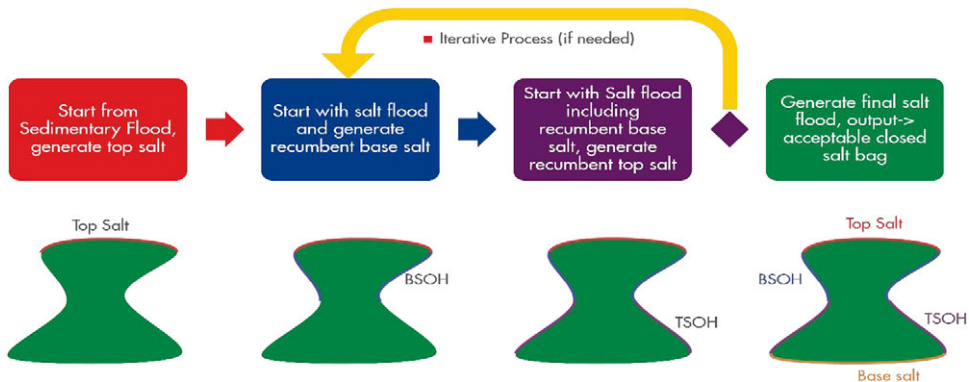 Iterative Process (if needed)
Start from
Sedimentary Flood,
generate top salt
Start with salt flood
and generate
recumbent base salt
Start with Salt flood
including
recumbent base
salt, generate
recumbent top salt
Generate final salt
flood, output->
acceptable closed
salt bag
Top Salt
BSOH
TSOH
Top Salt
BSOH
TSOH
Base salt